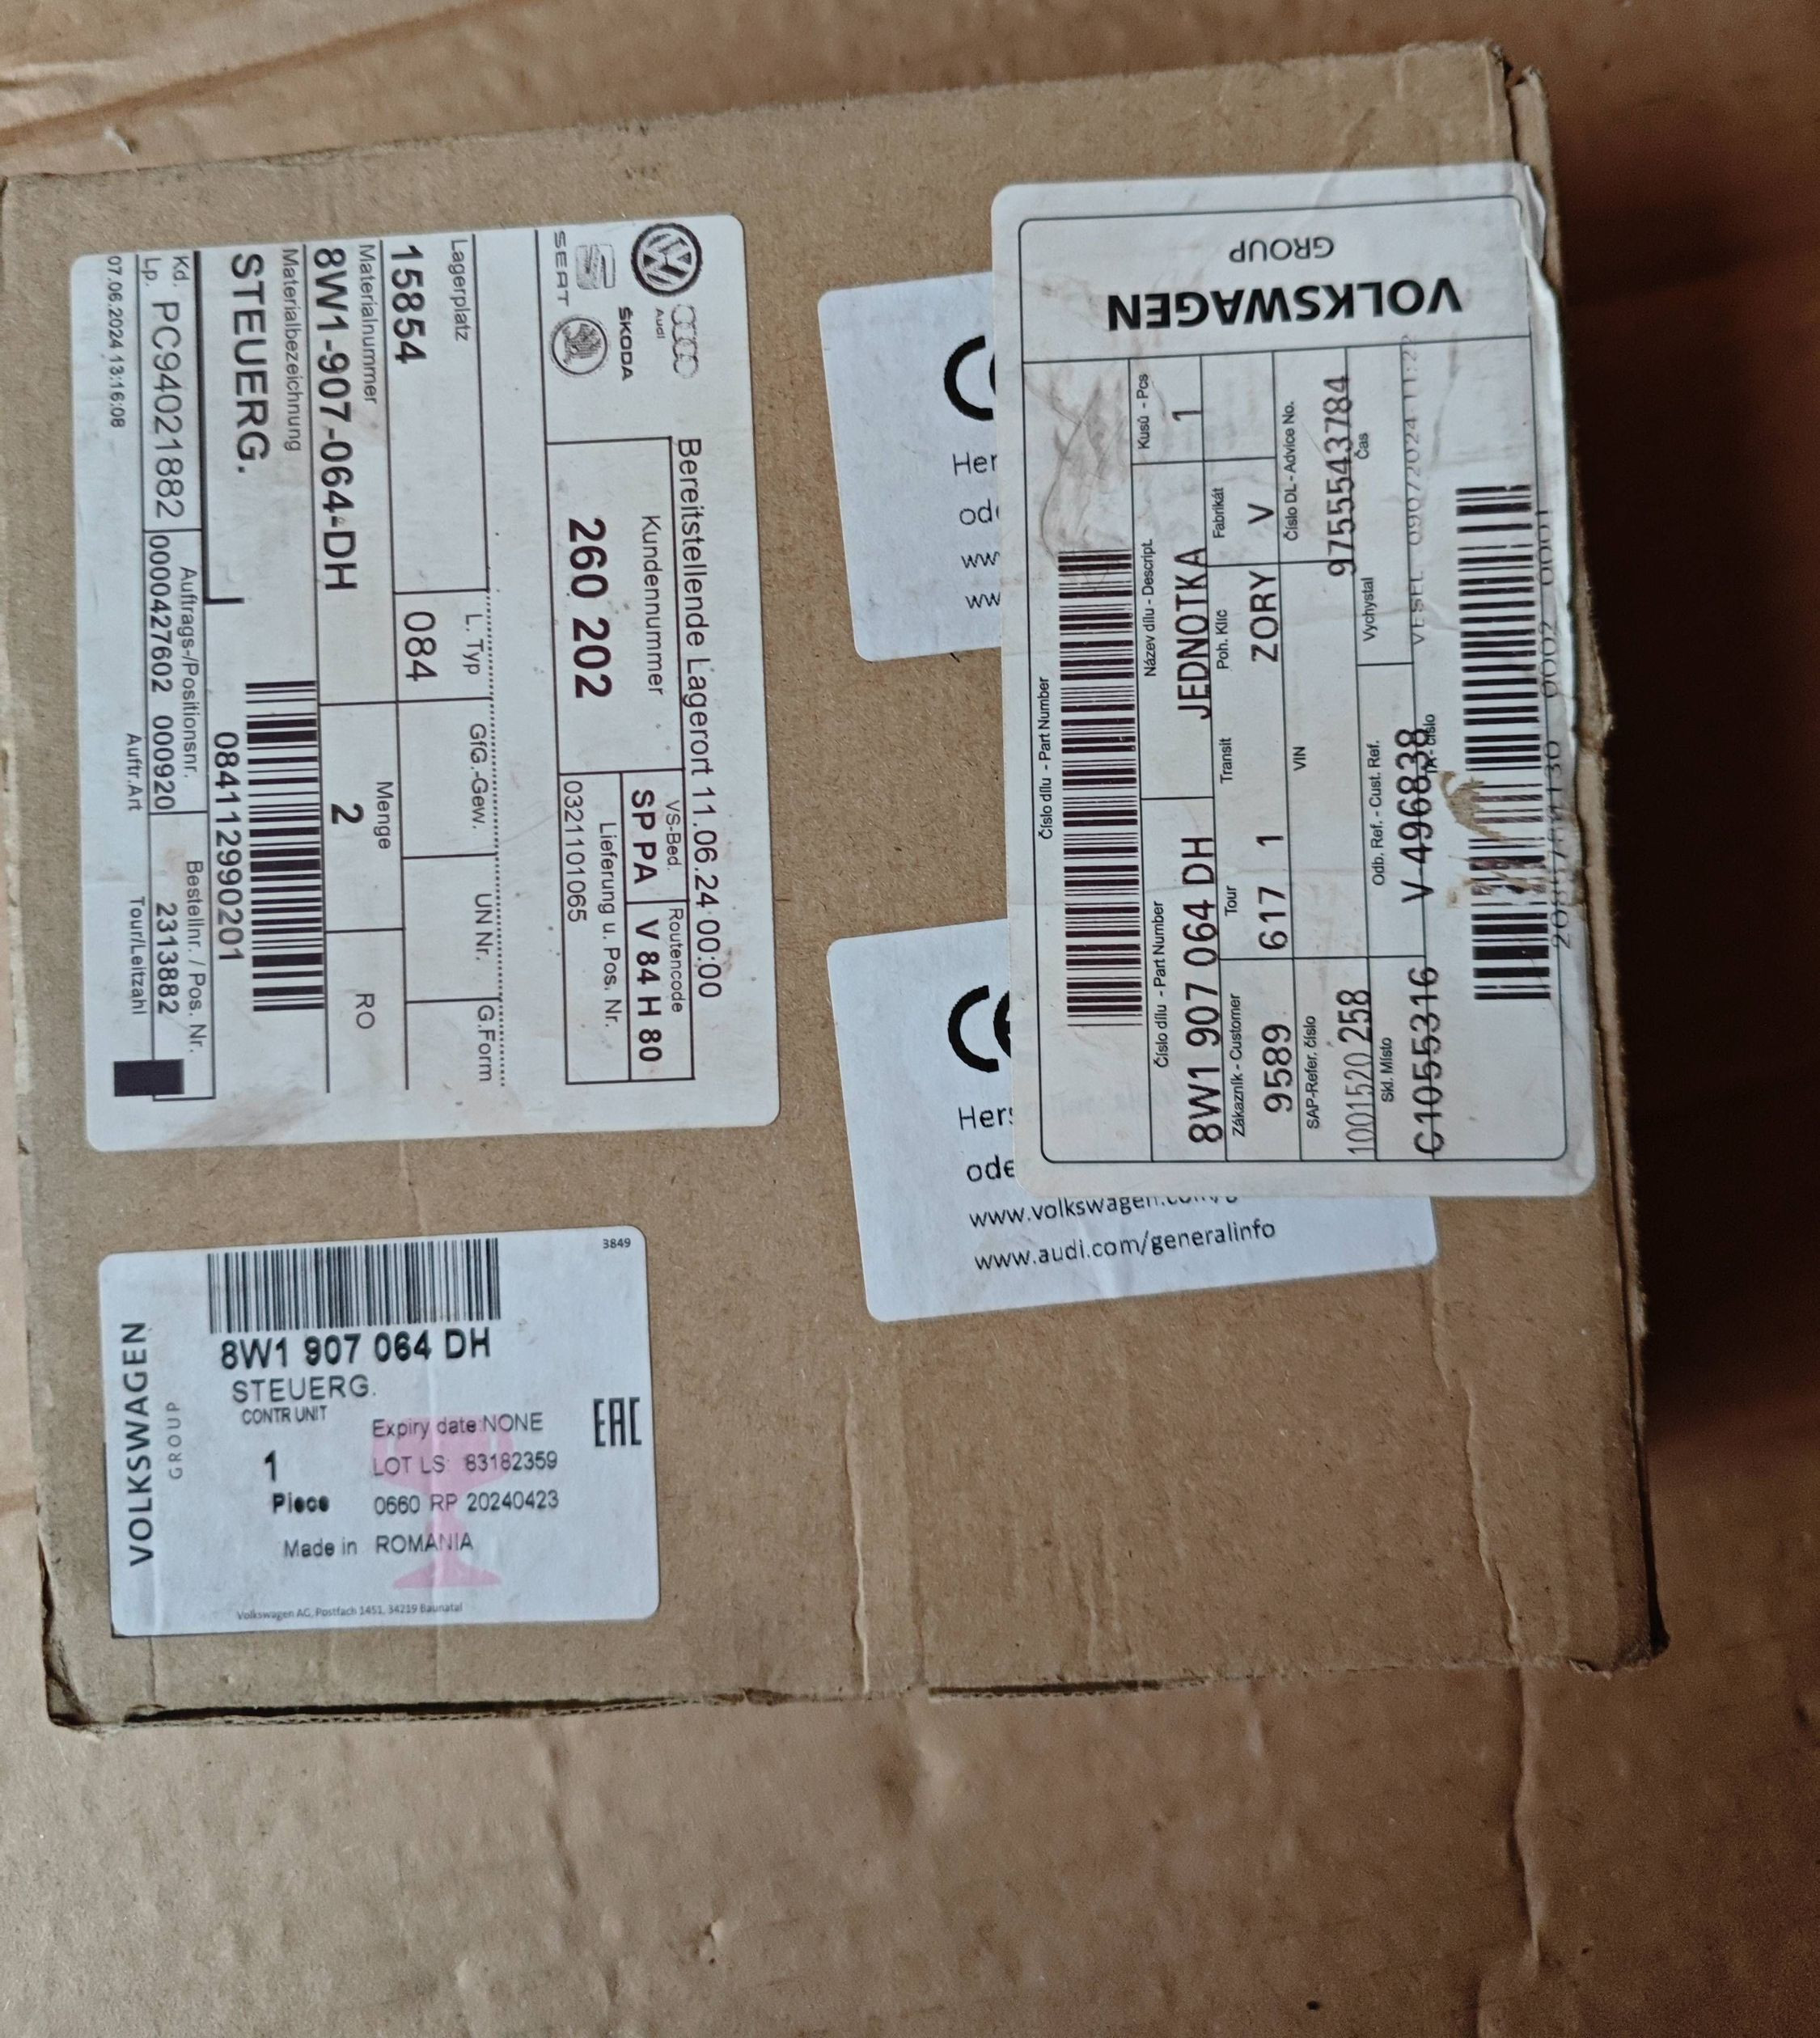 Bereitstellende Lagerort 11.06.24 00:00
Audi
ŠKODA
SEAT
Kundennummer
260 202
VS-Bed.
SP PA
Routencode
V 84 H 80
Lieferung u. Pos. Nr.
0321101065
Lagerplatz
15854
L. Typ
084
GfG.-Gew.
UN Nr.
G.Form
Materialnummer
8W1-907-064-DH
Menge
2
RO
Materialbezeichnung
STEUERG.
0841129902​01
Kd.
Lp. PC94021882
Auftrags-/Positionsnr.
0000427602 000920
Bestellnr. / Pos. Nr.
2313882
07.06.2024 13:16:08
Auftr.Art
Tour/Leitzahl
3849
8W1 907 064 DH
STEUERG.
CONTR UNIT
1
Piece
Expiry date:NONE
LOT LS: 83182359
0660 RP 20240423
Made in ROMANIA
EAC
VOLKSWAGEN
GROUP
Volkswagen AG, Postfach 1451, 34219 Baunatal
CE
www.volkswagen.com/g
www.audi.com/generalinfo
VOLKSWAGEN
GROUP
Číslo dílu - Part Number
Číslo dílu - Part Number
8W1 907 064 DH
Název dílu - Descript.
JEDNOTKA
Kusů - Pcs
1
Zákazník - Customer
9589
Tour
617 1
Transit
Poh. Klíč
ZORY
Fabrikát
V
SAP-Refer. číslo
1001520 258
VIN
Číslo DL - Advice No.
9755543784
Skl. Místo
C10555316
Odb. Ref. - Cust. Ref.
V-496838
Vychystal
VESEL
Čas